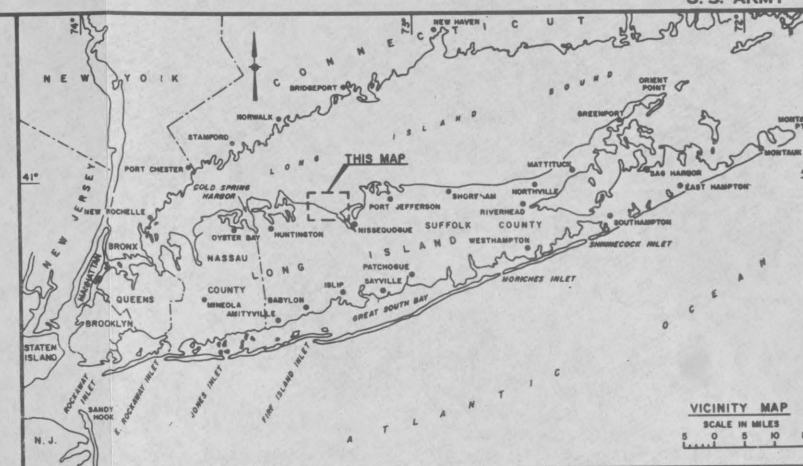 U. S. ARMY
74°
73
72
NEW HAVEN
CONNECTICUT
NEW YORK
BRIDGEPORT
ORIENT
POINT
NORWALK
LONG ISLAND SOUND
GREENPORT
STAMFORD
THIS MAP
MATTITUCK
MONTAUK
PORT CHESTER
41°
SAG HARBOR
COLD SPRING
HARBOR
SHOREHAM
NORTHVILLE
EAST HAMPTON
NEW JERSEY
NEW ROCHELLE
PORT JEFFERSON
RIVERHEAD
SUFFOLK COUNTY
SOUTHAMPTON
NISSEQUOGUE
OYSTER BAY
HUNTINGTON
BRONX
SHINNECOCK INLET
WESTHAMPTON
NASSAU
COUNTY
LONG ISLAND
MANHATTAN
PATCHOGUE
MORICHES INLET
SAYVILLE
ISLIP
QUEENS
MINEOLA
BABYLON
GREAT SOUTH BAY
AMITYVILLE
BROOKLYN
STATEN
ISLAND
ROCKAWAY
INLET
E. ROCKAWAY INLET
JONES INLET
FIRE ISLAND INLET
ATLANTIC OCEAN
SANDY
HOOK
N.J.
VICINITY MAP
SCALE IN MILES
5 0 5 10